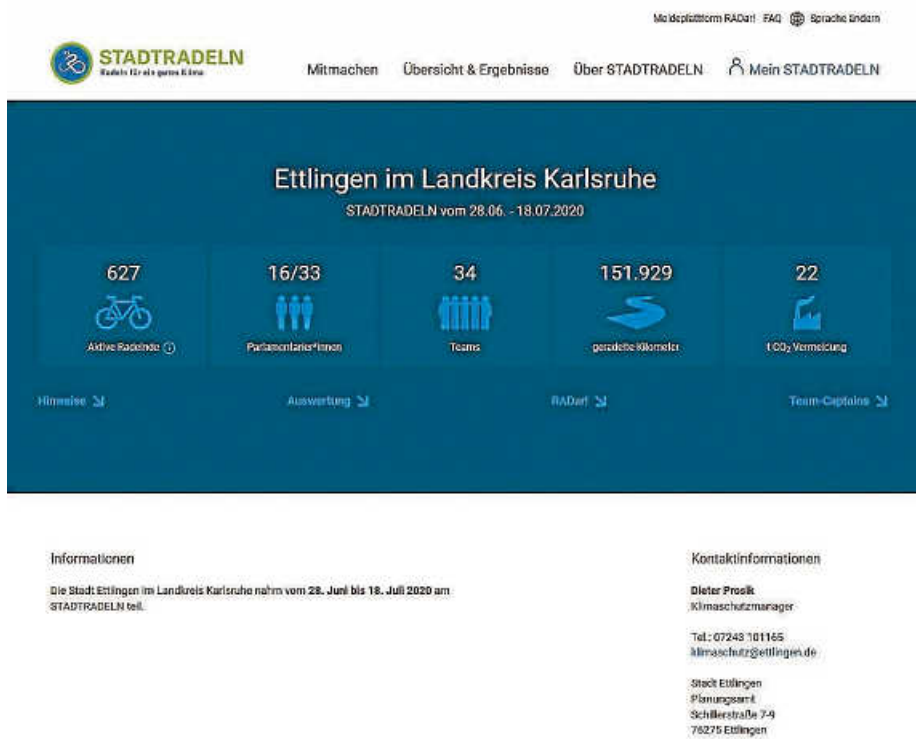 Meldeplattform RADar! FAQ Sprache ändern
STADTRADELN
Radeln für ein gutes Klima
Mitmachen Übersicht & Ergebnisse Über STADTRADELN Mein STADTRADELN
Ettlingen im Landkreis Karlsruhe
STADTRADELN vom 28.06. - 18.07.2020
627 16/33 34 151.929 22
Aktive Radelnde Parlamentarier*innen Teams geradelte Kilometer t CO₂ Vermeidung
Hinweise Auswertung RADar! Team-Captains
Informationen
Die Stadt Ettlingen im Landkreis Karlsruhe nahm vom 28. Juni bis 18. Juli 2020 am
STADTRADELN teil.
Kontaktinformationen
Dieter Prosik
Klimaschutzmanager
Tel.: 07243 101165
klimaschutz@ettlingen.de
Stadt Ettlingen
Planungsamt
Schillerstraße 7-9
76275 Ettlingen